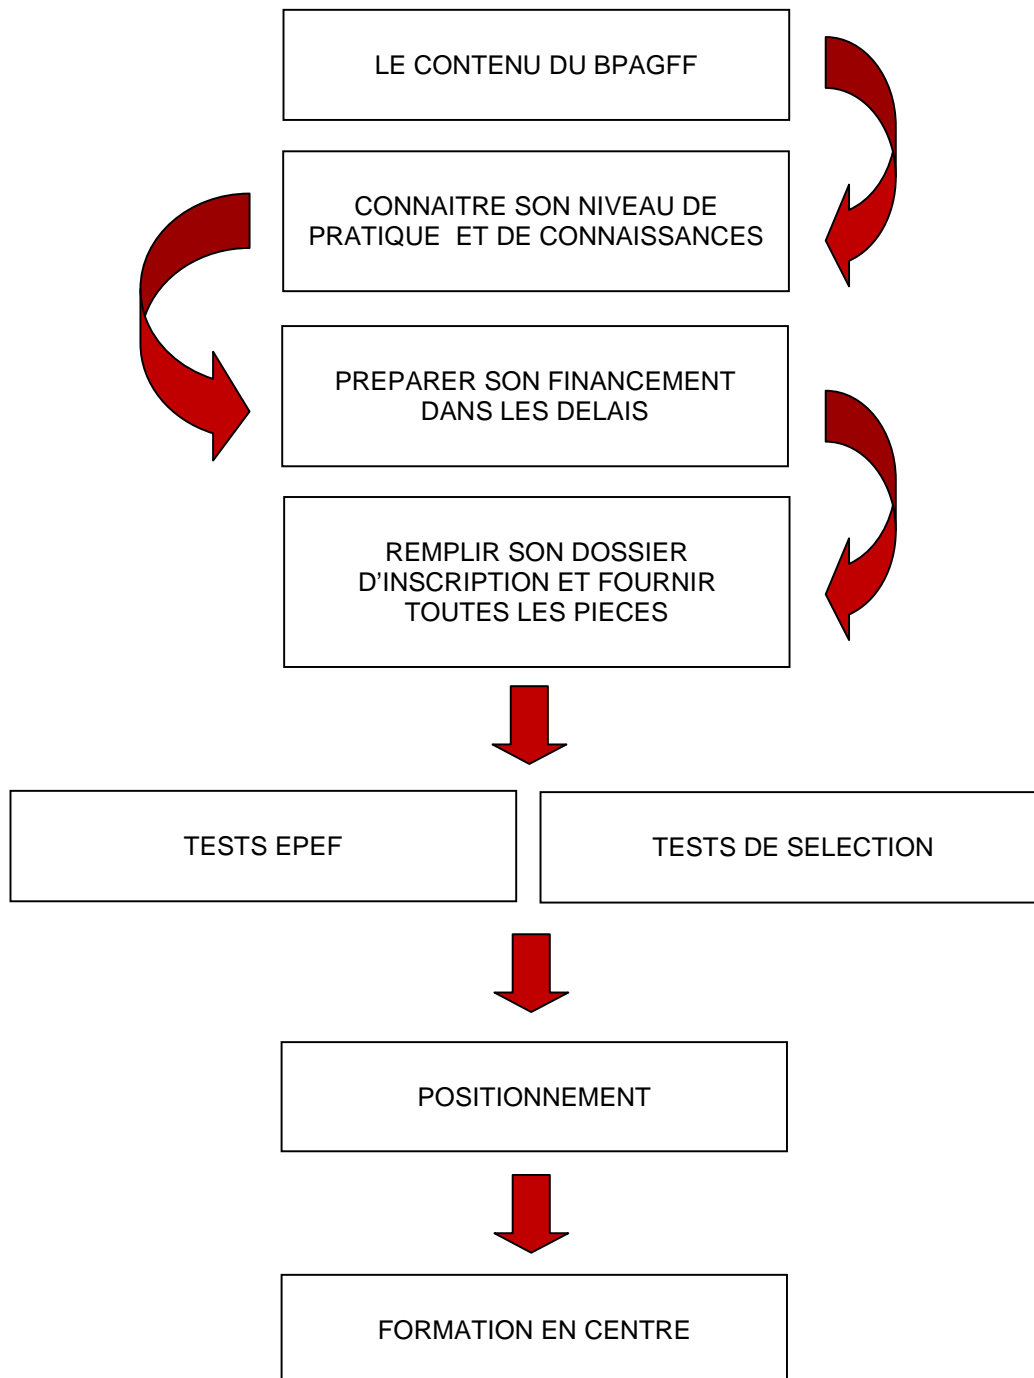 LE CONTENU DU BPAGFF
CONNAITRE SON NIVEAU DE
PRATIQUE ET DE CONNAISSANCES
PREPARER SON FINANCEMENT
DANS LES DELAIS
REMPLIR SON DOSSIER
D’INSCRIPTION ET FOURNIR
TOUTES LES PIECES
TESTS EPEF
TESTS DE SELECTION
POSITIONNEMENT
FORMATION EN CENTRE